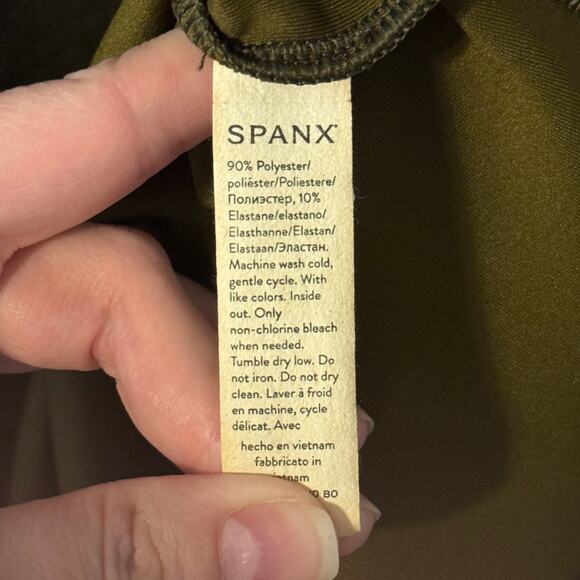 SPANX
90% Polyester/
poliéster/Poliestere/
Полиэстер, 10%
Elastane/elastano/
Elasthanne/Elastan/
Elastaan/Эластан.
Machine wash cold,
gentle cycle. With
like colors. Inside
out. Only
non-chlorine bleach
when needed.
Tumble dry low. Do
not iron. Do not dry
clean. Laver à froid
en machine, cycle
délicat. Avec
hecho en vietnam
fabbricato in
BO